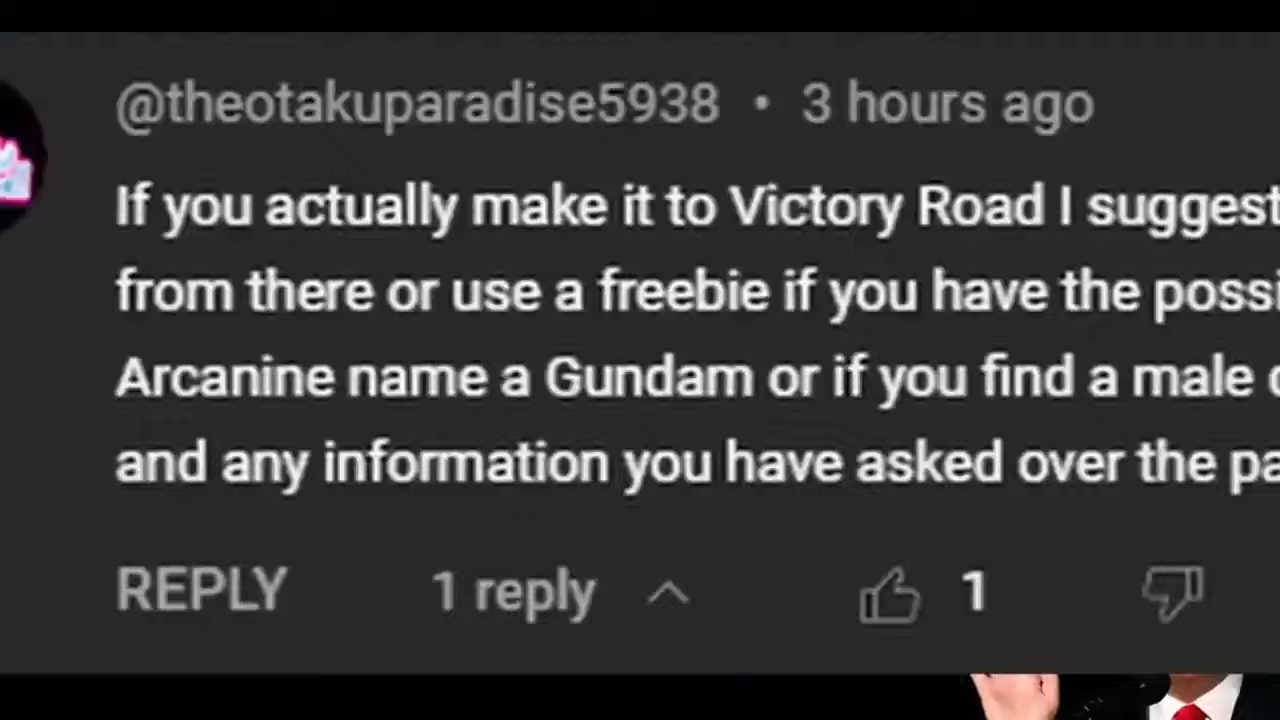 @theotakuparadise5938 • 3 hours ago
If you actually make it to Victory Road I suggest
from there or use a freebie if you have the possi
Arcanine name a Gundam or if you find a male
and any information you have asked over the pa
REPLY 1 reply 1